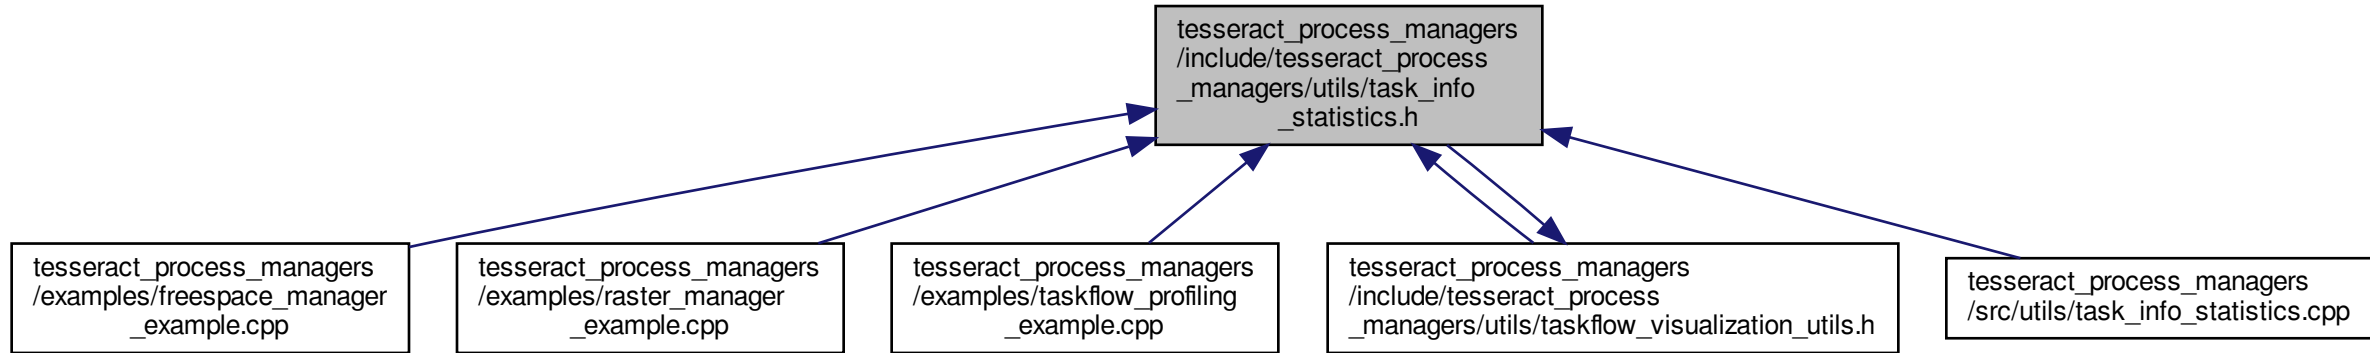 tesseract_process_managers
/include/tesseract_process
_managers/utils/task_info
_statistics.h
tesseract_process_managers
/examples/freespace_manager
_example.cpp
tesseract_process_managers
/examples/raster_manager
_example.cpp
tesseract_process_managers
/examples/taskflow_profiling
_example.cpp
tesseract_process_managers
/include/tesseract_process
_managers/utils/taskflow_visualization_utils.h
tesseract_process_managers
/src/utils/task_info_statistics.cpp